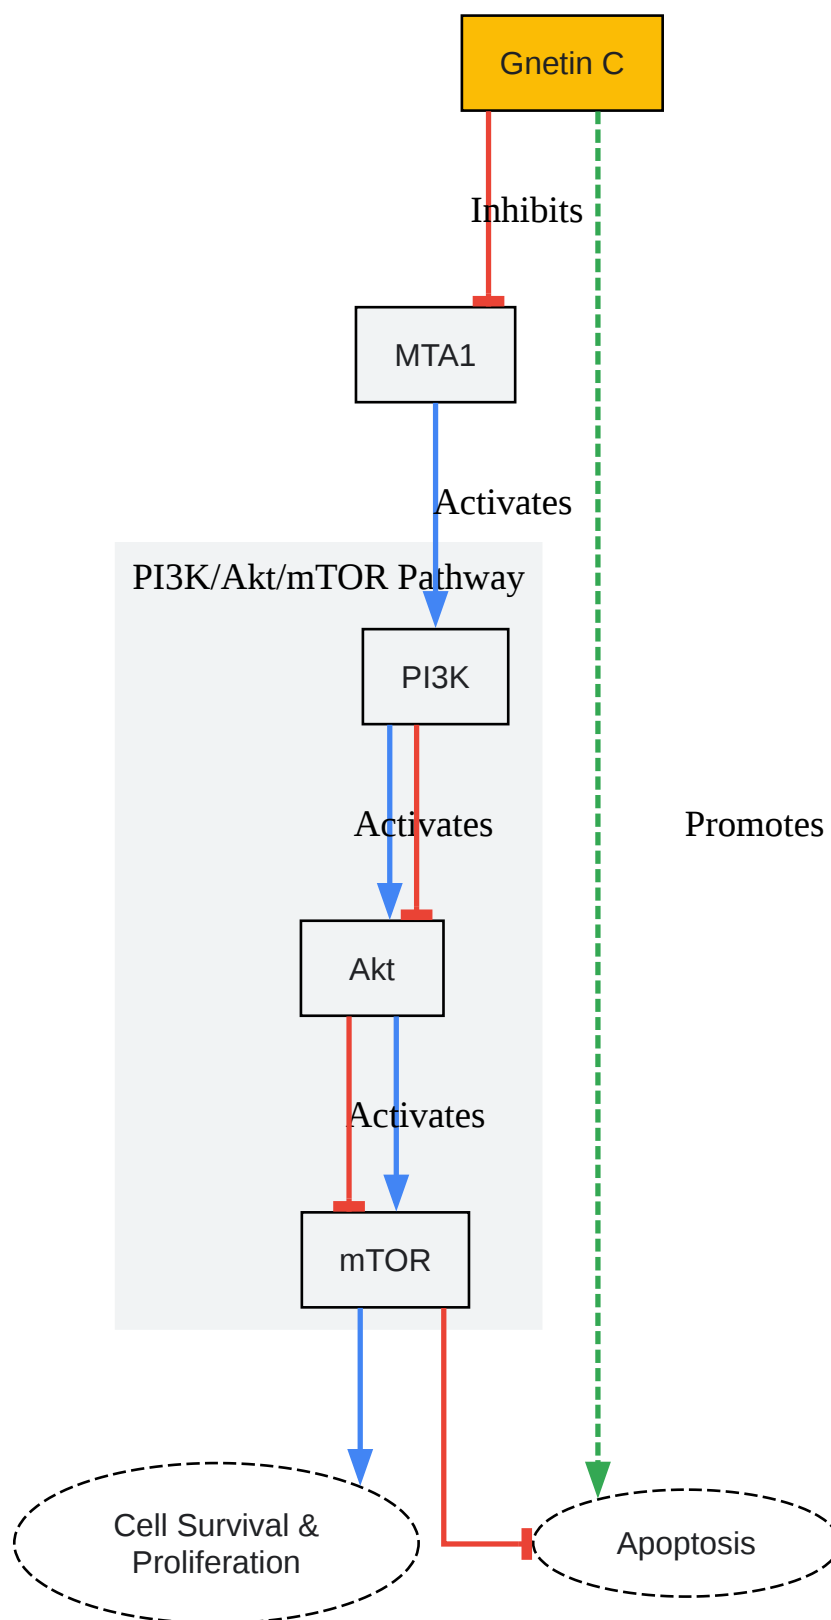 Gnetin C
Inhibits
MTA1
Activates
PI3K/Akt/mTOR Pathway
PI3K
Activates
Promotes
Akt
Activates
mTOR
Cell Survival &
Proliferation
Apoptosis